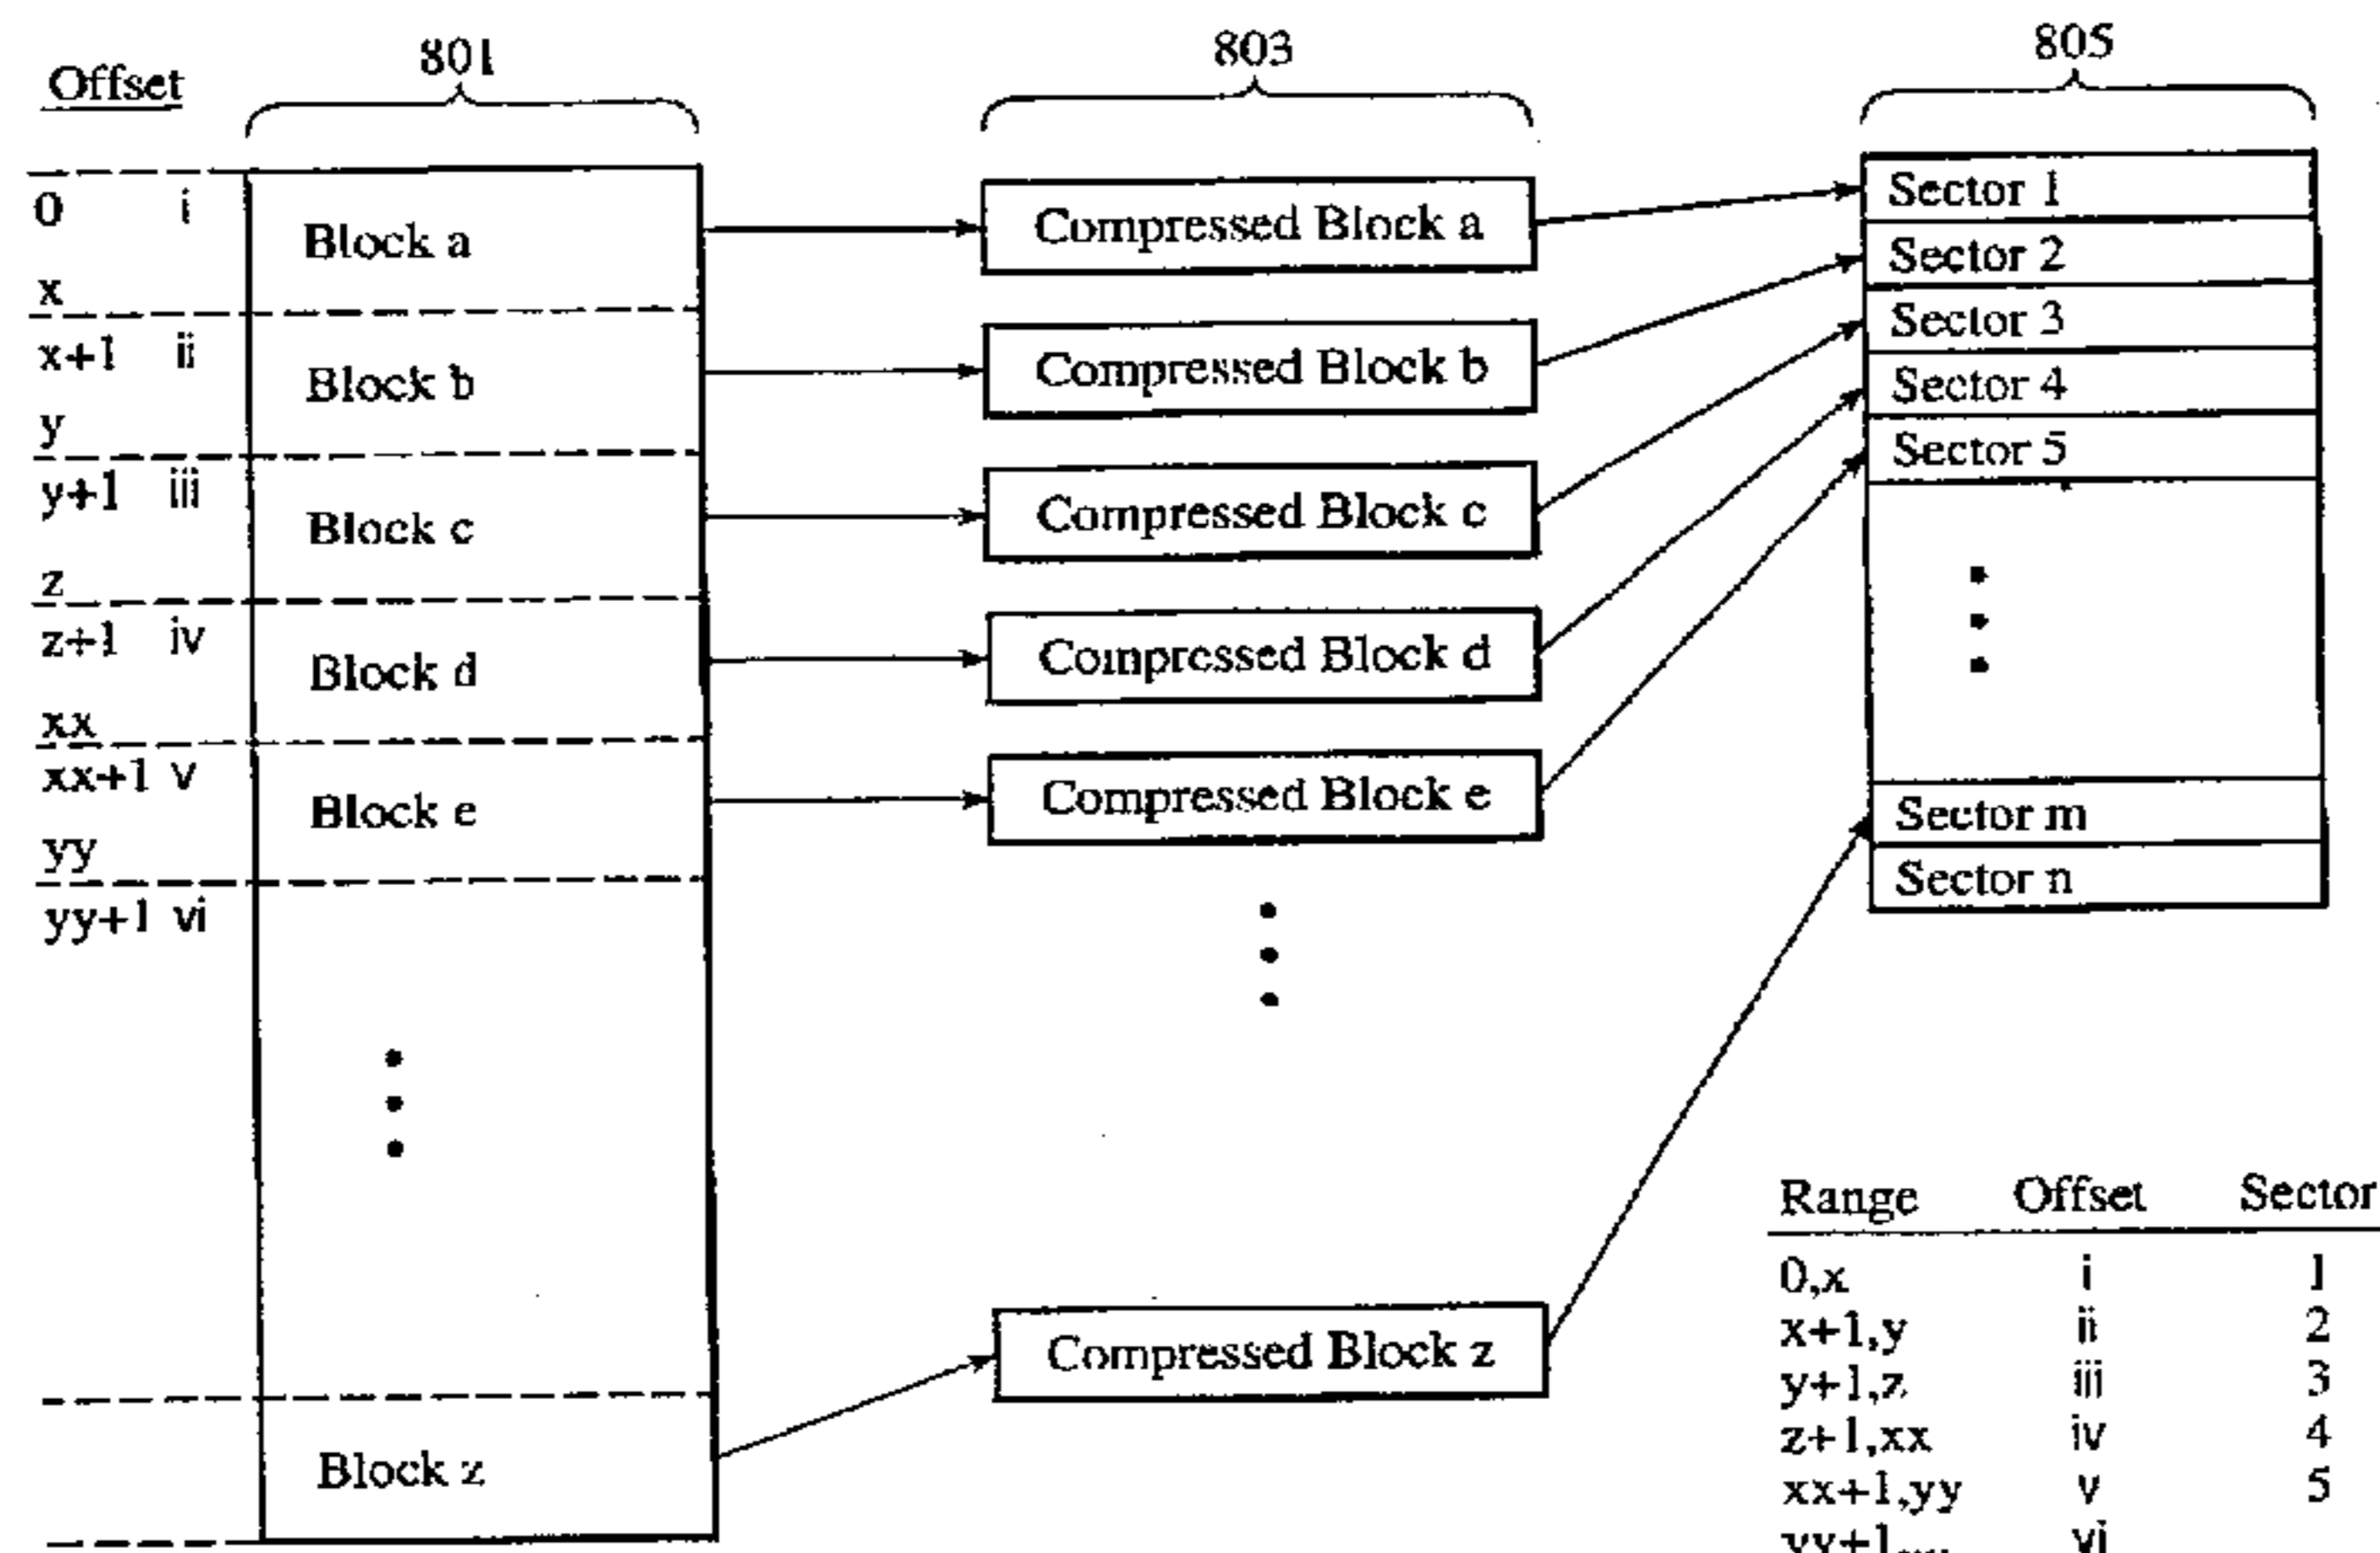 801
803
805
Offset
0 i
x
x+1 ii
y
y+1 iii
z
z+1 iv
xx
xx+1 v
yy
yy+1 vi
Block a
Block b
Block c
Block d
Block e
Block z
Compressed Block a
Compressed Block b
Compressed Block c
Compressed Block d
Compressed Block e
Compressed Block z
Sector 1
Sector 2
Sector 3
Sector 4
Sector 5
Sector m
Sector n
Range Offset Sector
0,x i 1
x+1,y ii 2
y+1,z iii 3
z+1,xx iv 4
xx+1,yy v 5
yy+1,... vi